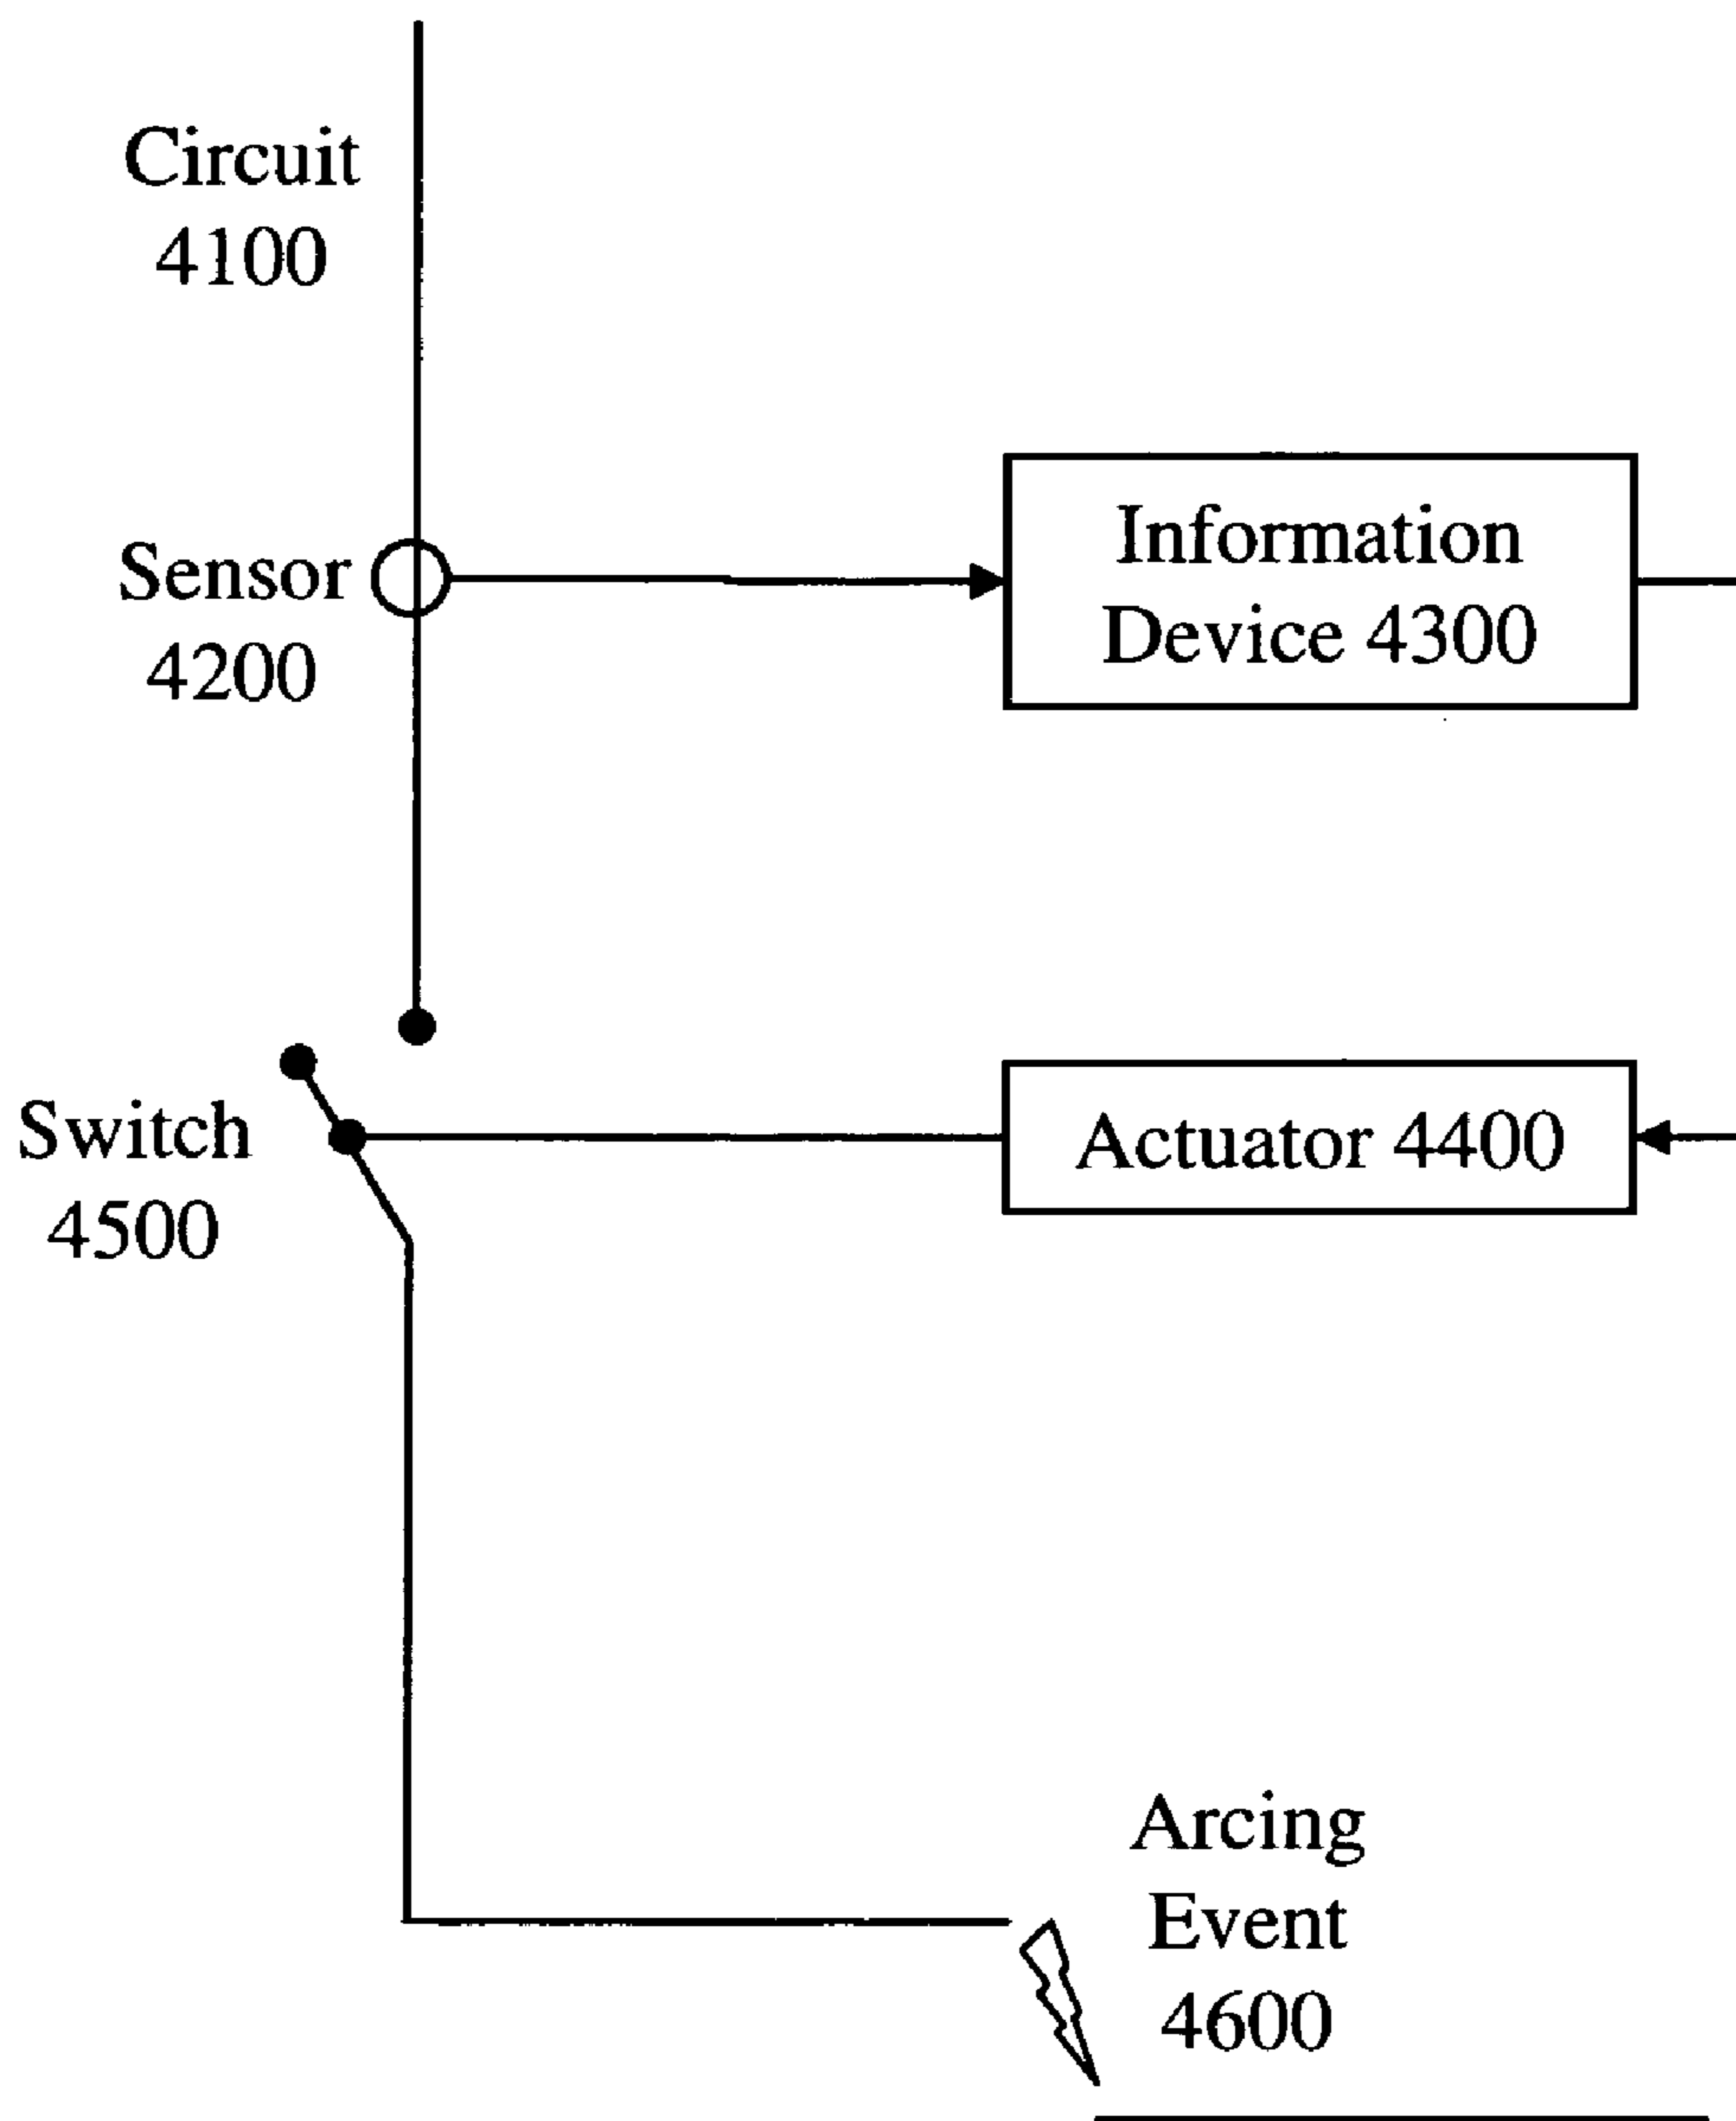 Circuit
4100
Sensor
4200
Information
Device 4300
Switch
4500
Actuator 4400
Arcing
Event
4600